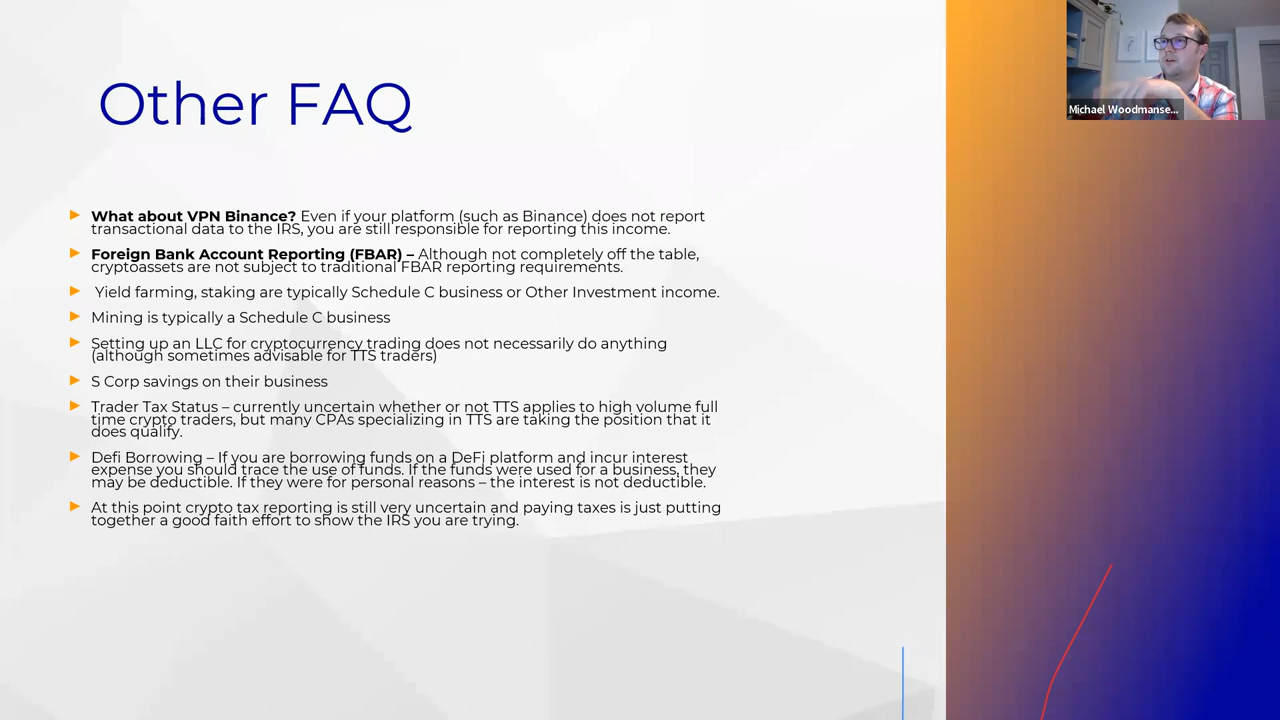 Other FAQ
What about VPN Binance? Even if your platform (such as Binance) does not report
transactional data to the IRS, you are still responsible for reporting this income.
Foreign Bank Account Reporting (FBAR) – Although not completely off the table,
cryptoassets are not subject to traditional FBAR reporting requirements.
Yield farming, staking are typically Schedule C business or Other Investment income.
Mining is typically a Schedule C business
Setting up an LLC for cryptocurrency trading does not necessarily do anything
(although sometimes advisable for TTS traders)
S Corp savings on their business
Trader Tax Status – currently uncertain whether or not TTS applies to high volume full
time crypto traders, but many CPAs specializing in TTS are taking the position that it
does qualify.
Defi Borrowing – If you are borrowing funds on a DeFi platform and incur interest
expense you should trace the use of funds. If the funds were used for a business, they
may be deductible. If they were for personal reasons – the interest is not deductible.
At this point crypto tax reporting is still very uncertain and paying taxes is just putting
together a good faith effort to show the IRS you are trying.
Michael Woodmanse...